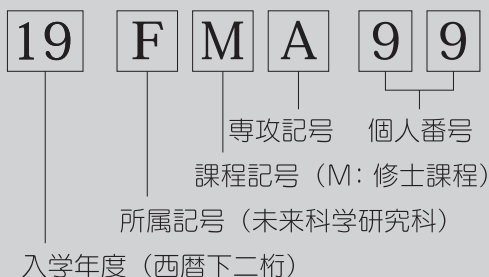 19 F M A 9 9
専攻記号 個人番号
課程記号（M：修士課程）
所属記号（未来科学研究科）
入学年度（西暦下二桁）